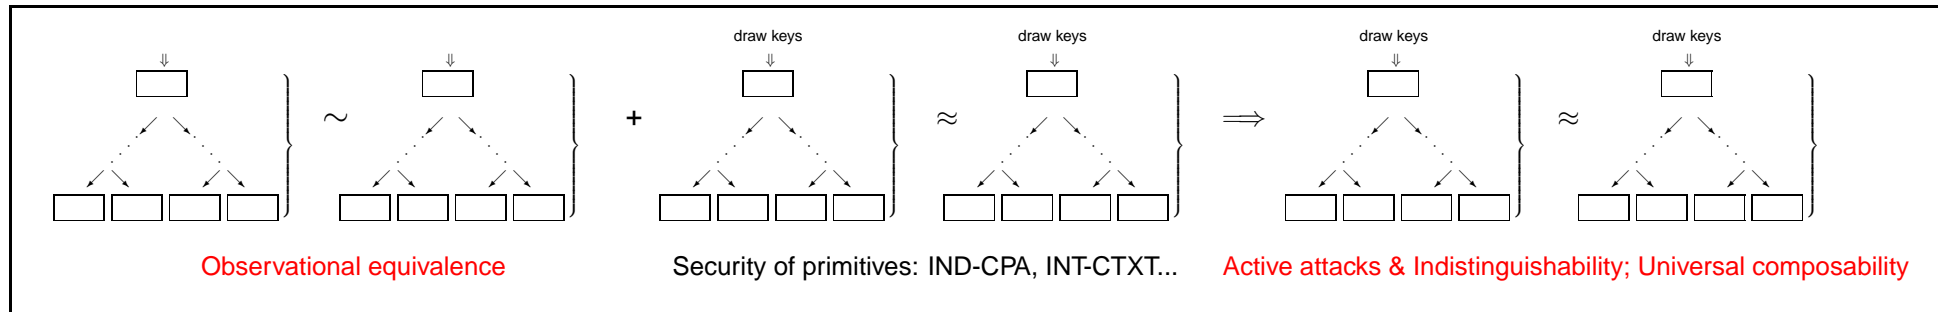 draw keys draw keys draw keys draw keys
⇓ ⇓ ⇓ ⇓ ⇓ ⇓
∼ + ≈ ⟹ ≈
Observational equivalence Security of primitives: IND-CPA, INT-CTXT... Active attacks & Indistinguishability; Universal composability